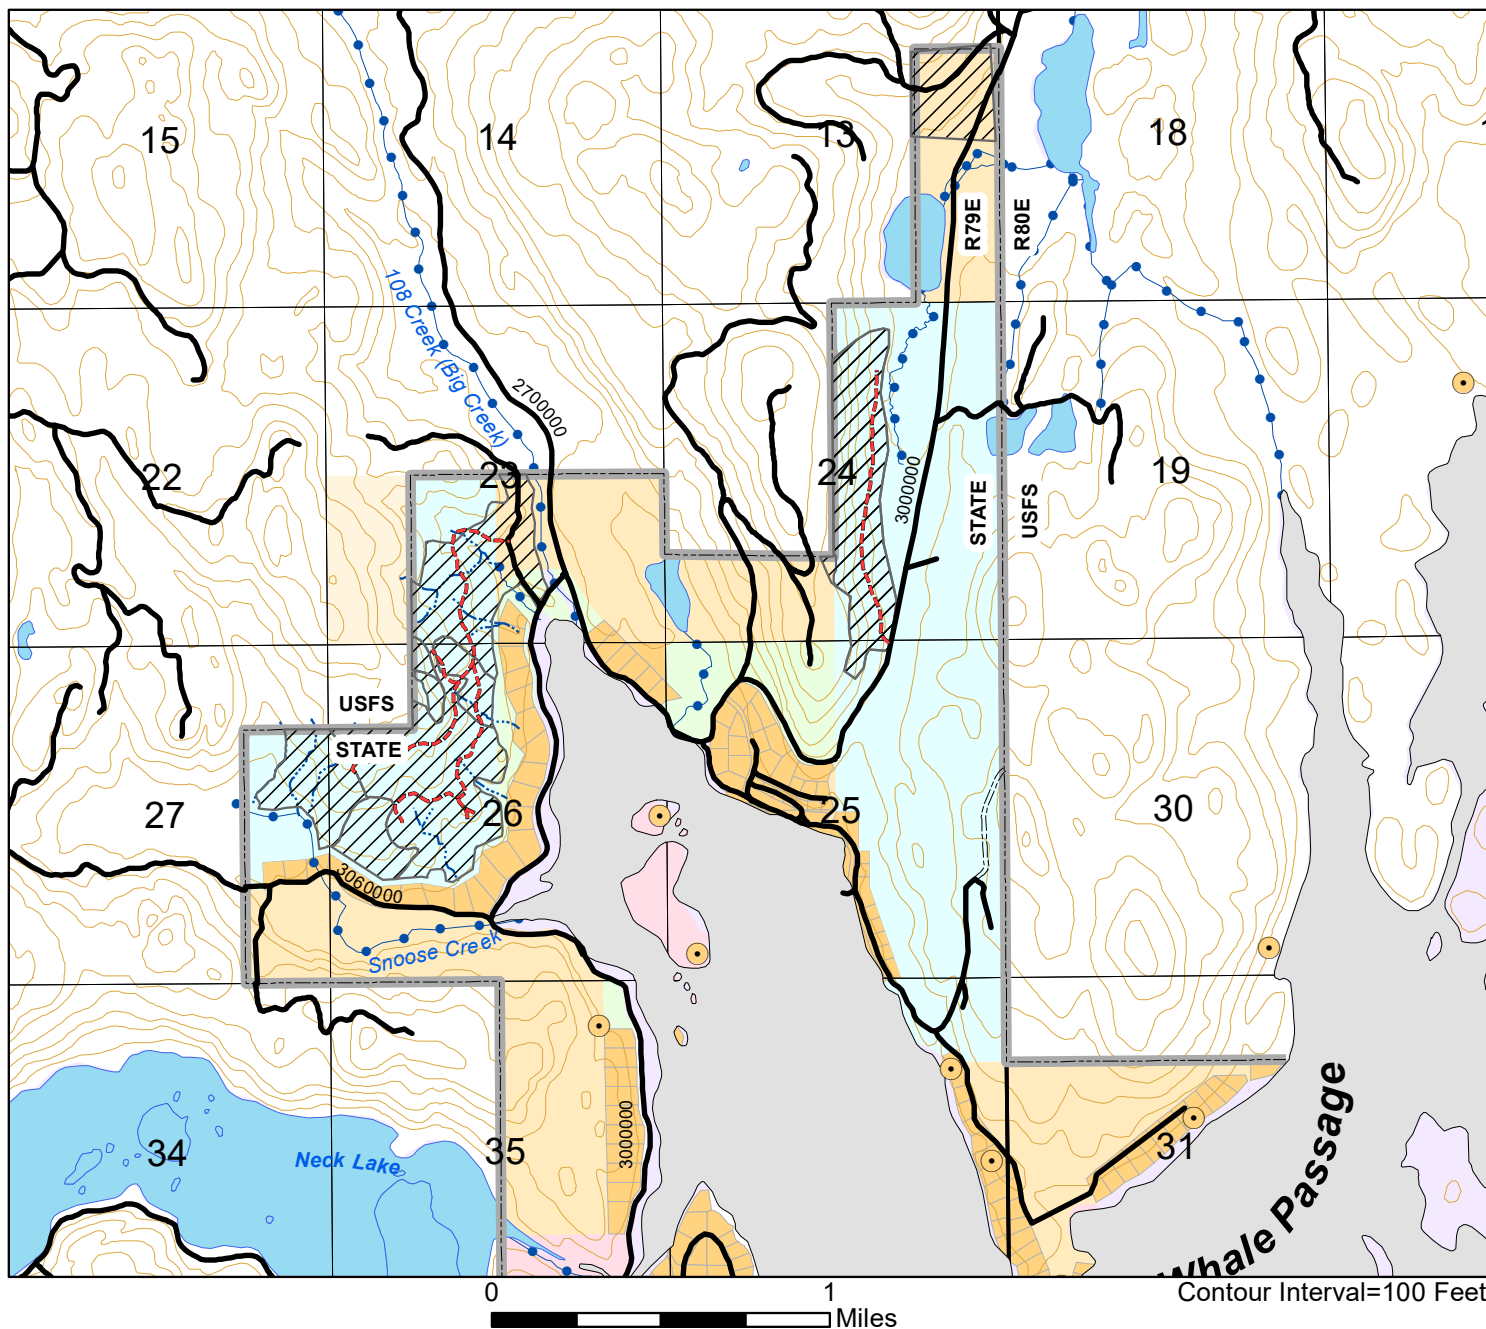 15
14
13
18
R79E
R80E
108 Creek (Big Creek)
2700000
22
23
24
3000000
19
STATE
USFS
USFS
STATE
27
26
25
30
3060000
Snoose Creek
34
Neck Lake
35
3000000
31
Whale Passage
0
1
Miles
Contour Interval=100 Feet